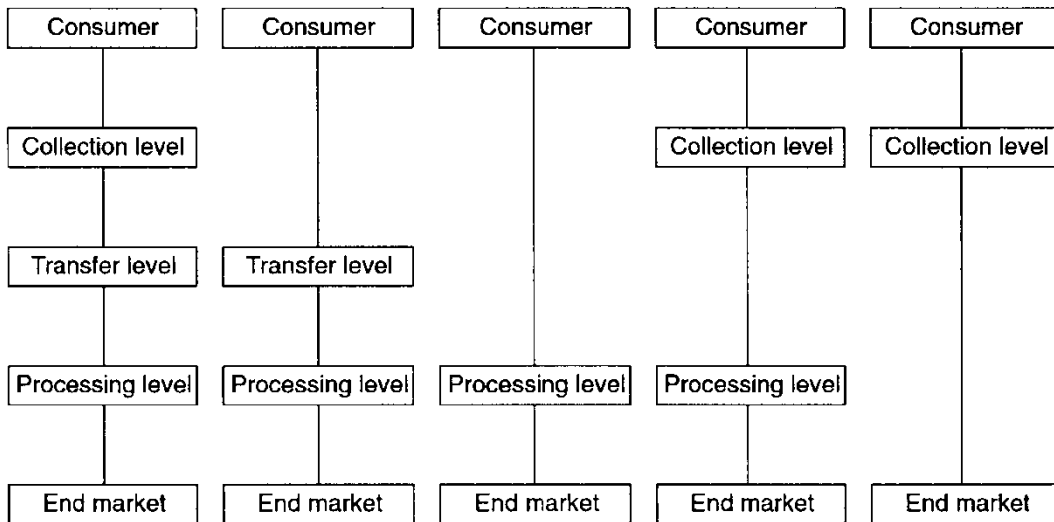 Consumer
Consumer
Consumer
Consumer
Consumer
Collection level
Collection level
Collection level
Transfer level
Transfer level
Processing level
Processing level
Processing level
Processing level
End market
End market
End market
End market
End market